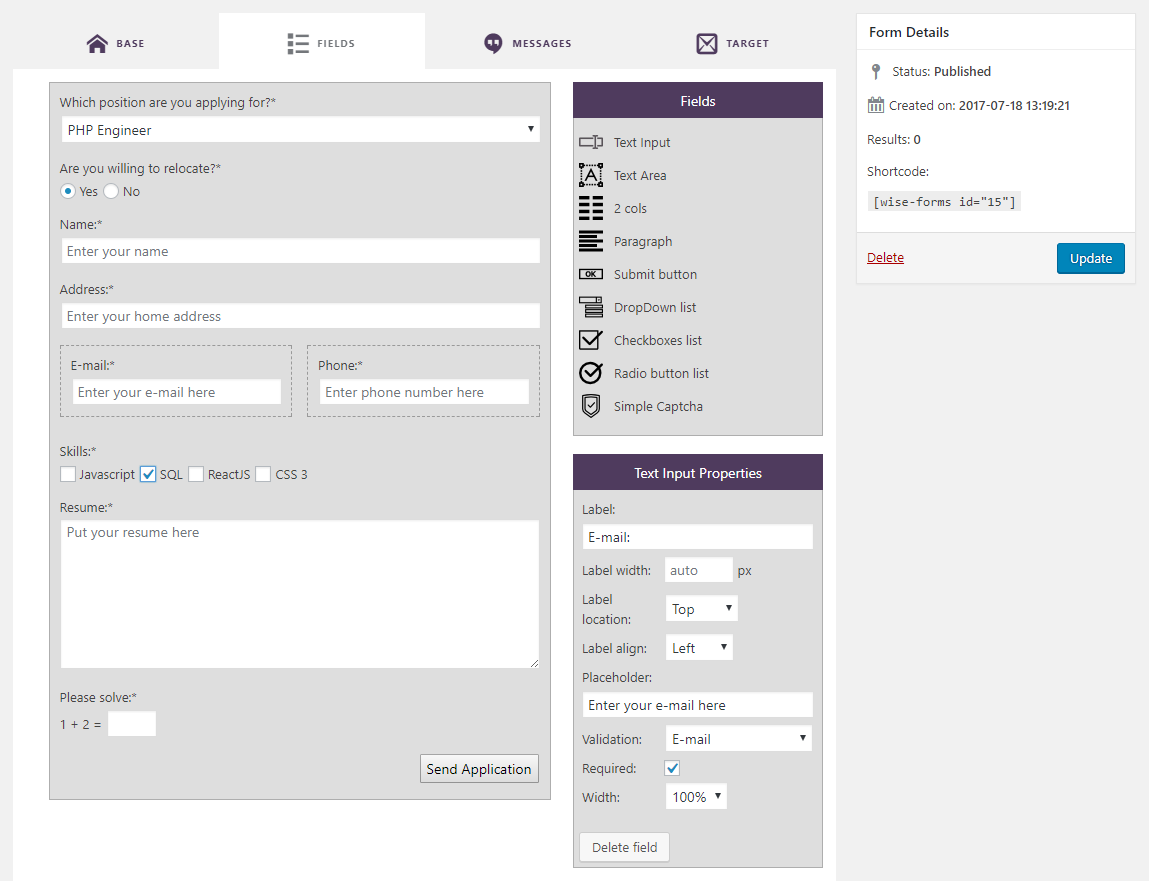 BASE
FIELDS
MESSAGES
TARGET
Which position are you applying for?*
PHP Engineer
Are you willing to relocate?*
Yes No
Name:*
Enter your name
Address:*
Enter your home address
E-mail:*
Enter your e-mail here
Phone:*
Enter phone number here
Skills:*
Javascript SQL ReactJS CSS 3
Resume:*
Put your resume here
Please solve:*
1 + 2 =
Send Application
Fields
Text Input
A Text Area
2 cols
Paragraph
OK Submit button
DropDown list
Checkboxes list
Radio button list
Simple Captcha
Text Input Properties
Label:
E-mail:
Label width: auto px
Label
location: Top
Label align: Left
Placeholder:
Enter your e-mail here
Validation: E-mail
Required:
Width: 100%
Delete field
Form Details
Status: Published
Created on: 2017-07-18 13:19:21
Results: 0
Shortcode:
[wise-forms id="15"]
Delete
Update